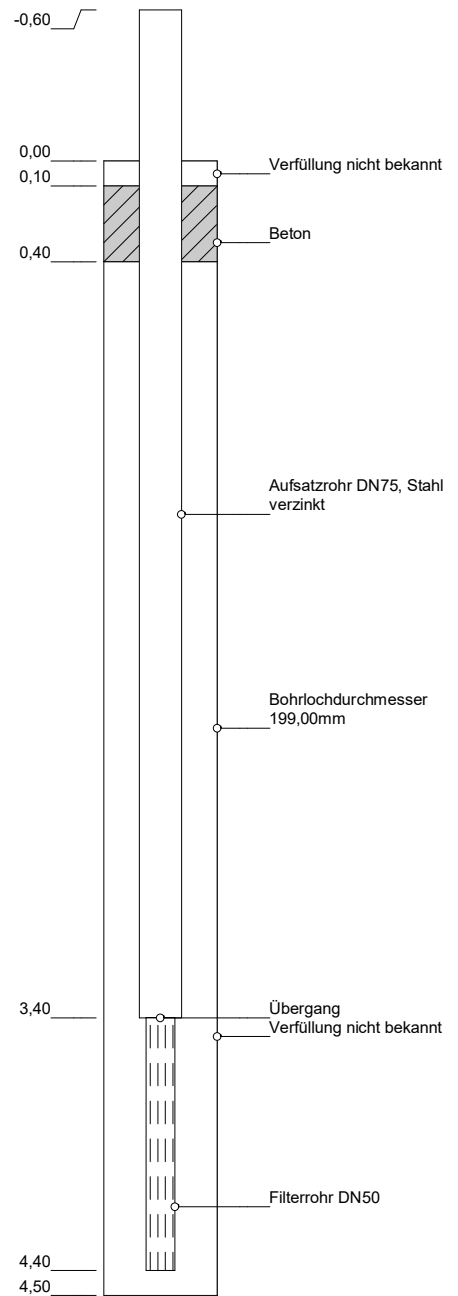 -0,60
0,00
Verfüllung nicht bekannt
0,10
Beton
0,40
Aufsatzrohr DN75, Stahl
verzinkt
Bohrlochdurchmesser
199,00mm
3,40
Übergang
Verfüllung nicht bekannt
Filterrohr DN50
4,40
4,50